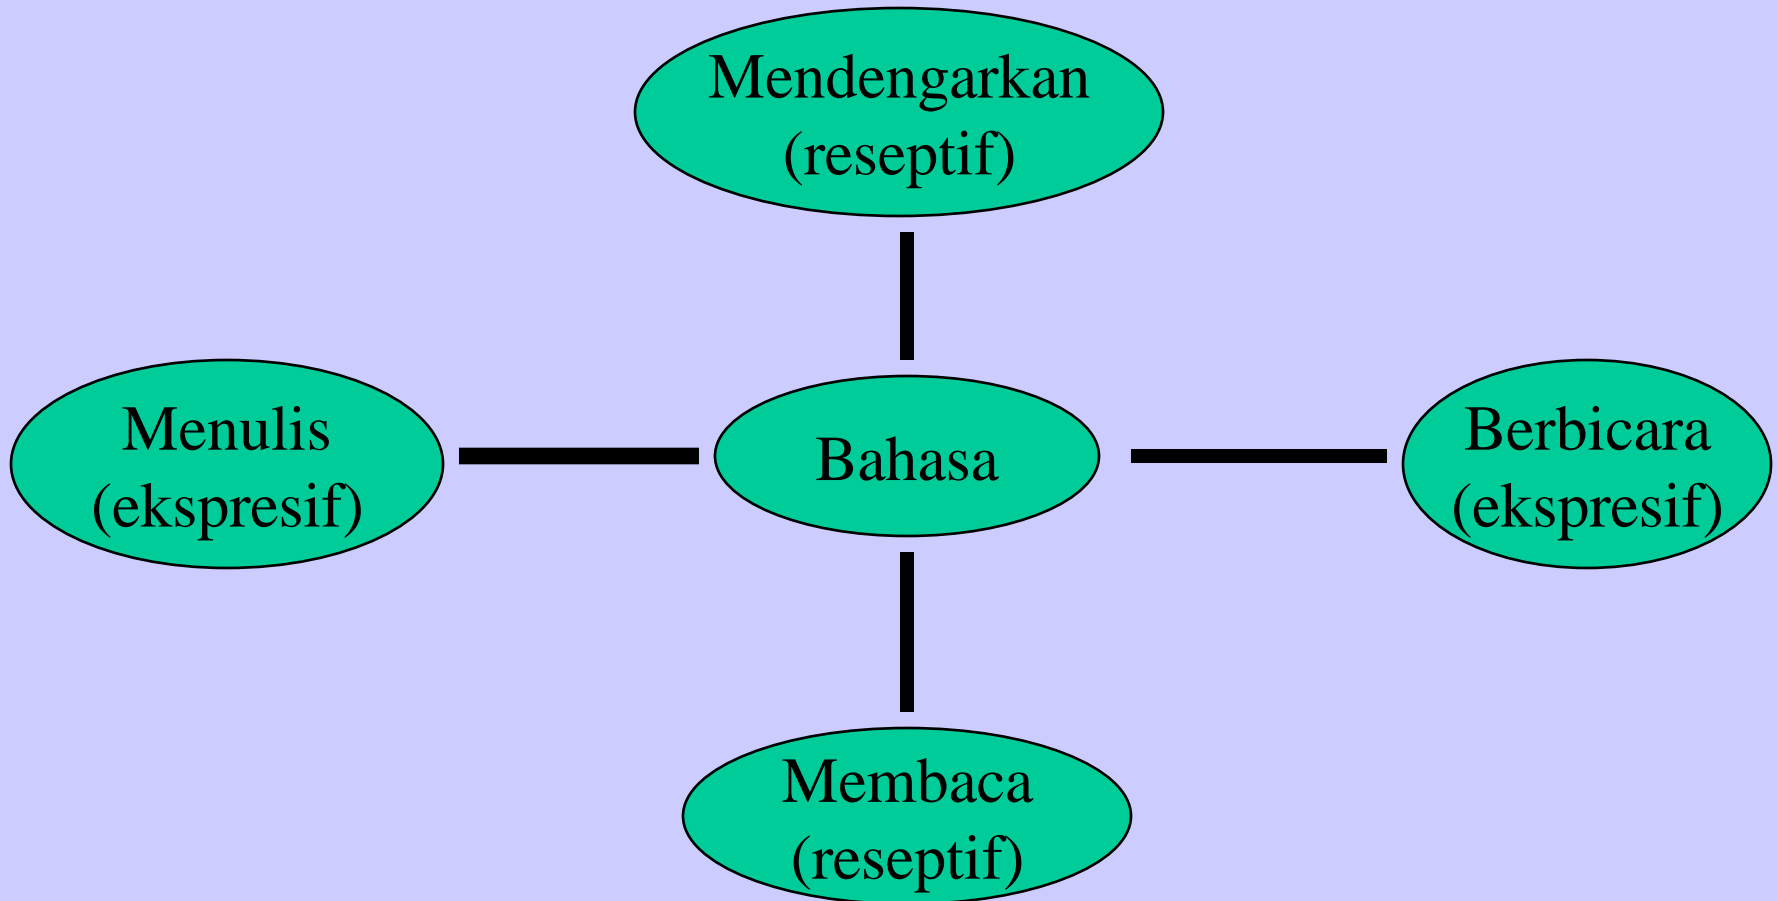 Mendengarkan
(reseptif)
Menulis
(ekspresif)
Bahasa
Berbicara
(ekspresif)
Membaca
(reseptif)